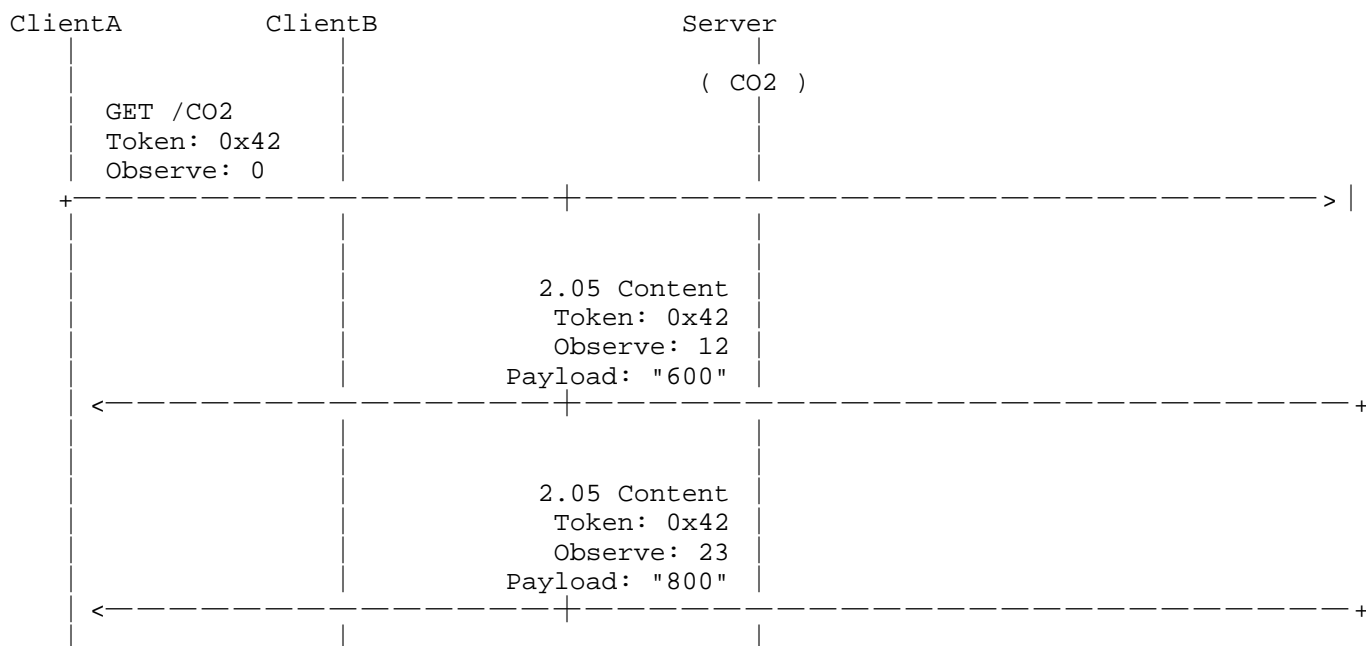 ClientA ClientB Server
( CO2 )
GET /CO2
Token: 0x42
Observe: 0
2.05 Content
Token: 0x42
Observe: 12
Payload: "600"
2.05 Content
Token: 0x42
Observe: 23
Payload: "800"